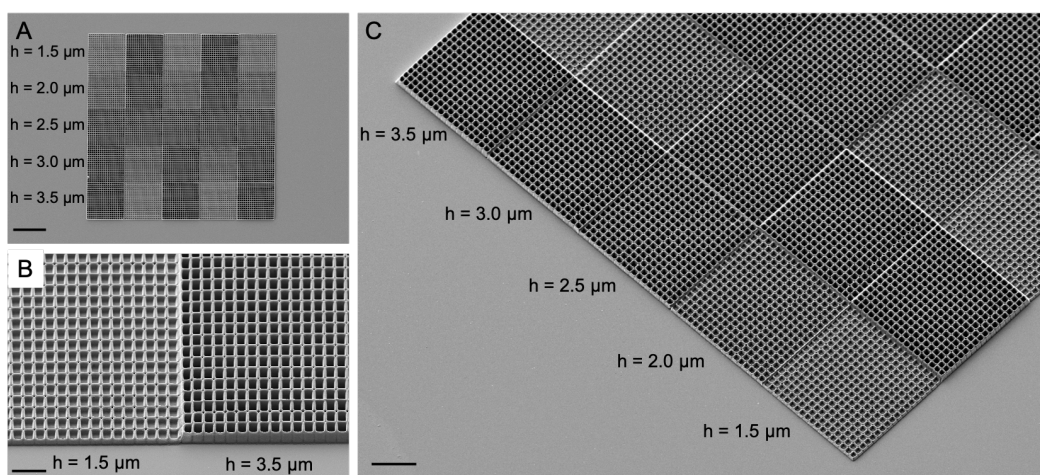 A
h = 1.5 µm
h = 2.0 µm
h = 2.5 µm
h = 3.0 µm
h = 3.5 µm
B
h = 1.5 µm
h = 3.5 µm
C
h = 3.5 µm
h = 3.0 µm
h = 2.5 µm
h = 2.0 µm
h = 1.5 µm